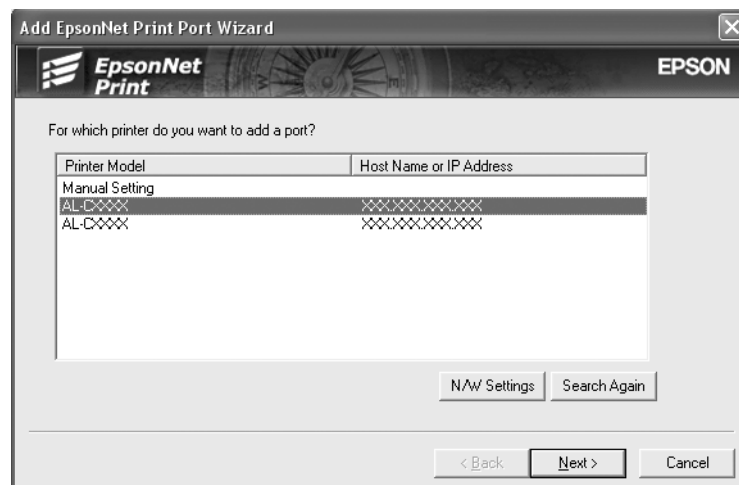 Add EpsonNet Print Port Wizard
EpsonNet
Print
EPSON
For which printer do you want to add a port?
Printer Model Host Name or IP Address
Manual Setting
AL-CXXXX XXX.XXX.XXX.XXX
AL-CXXXX XXX.XXX.XXX.XXX
N/W Settings Search Again
< Back Next > Cancel